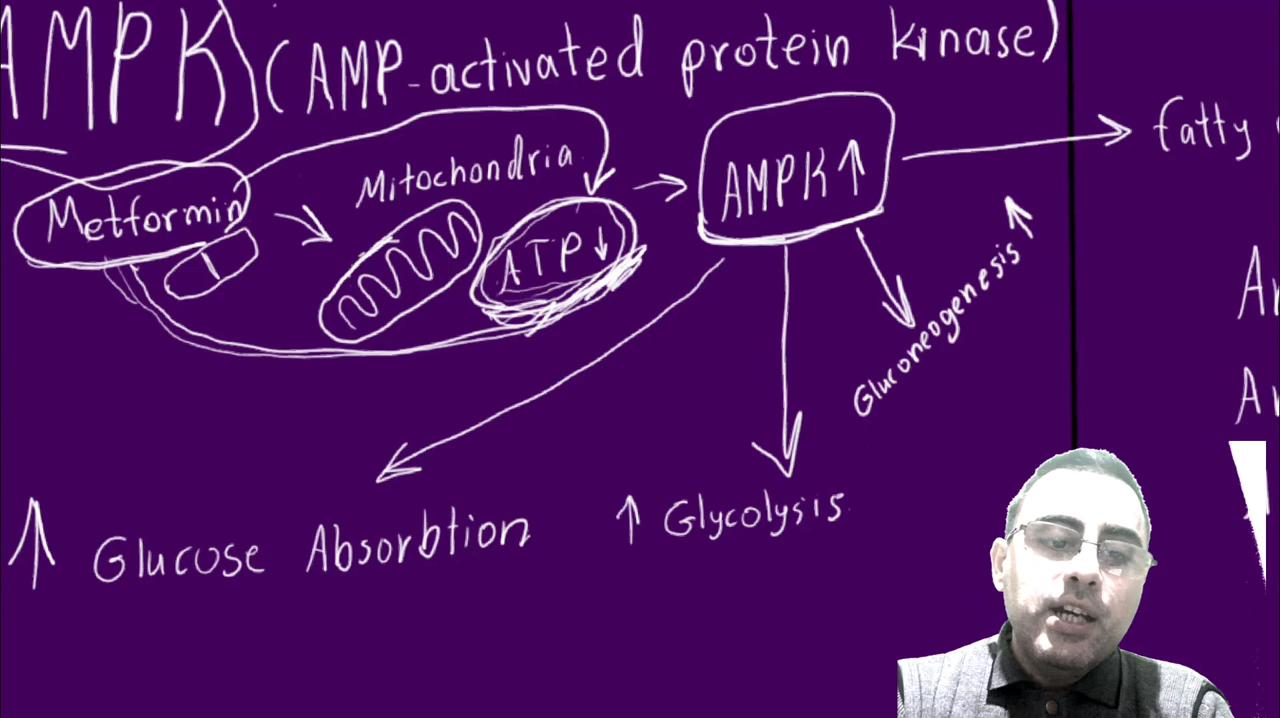 AMPK (AMP-activated protein kinase)
Mitochondria
Metformin
ATP ↓
AMPK ↑
fatty
Gluconeogenesis ↑
↑ Glucose Absorbtion
↑ Glycolysis